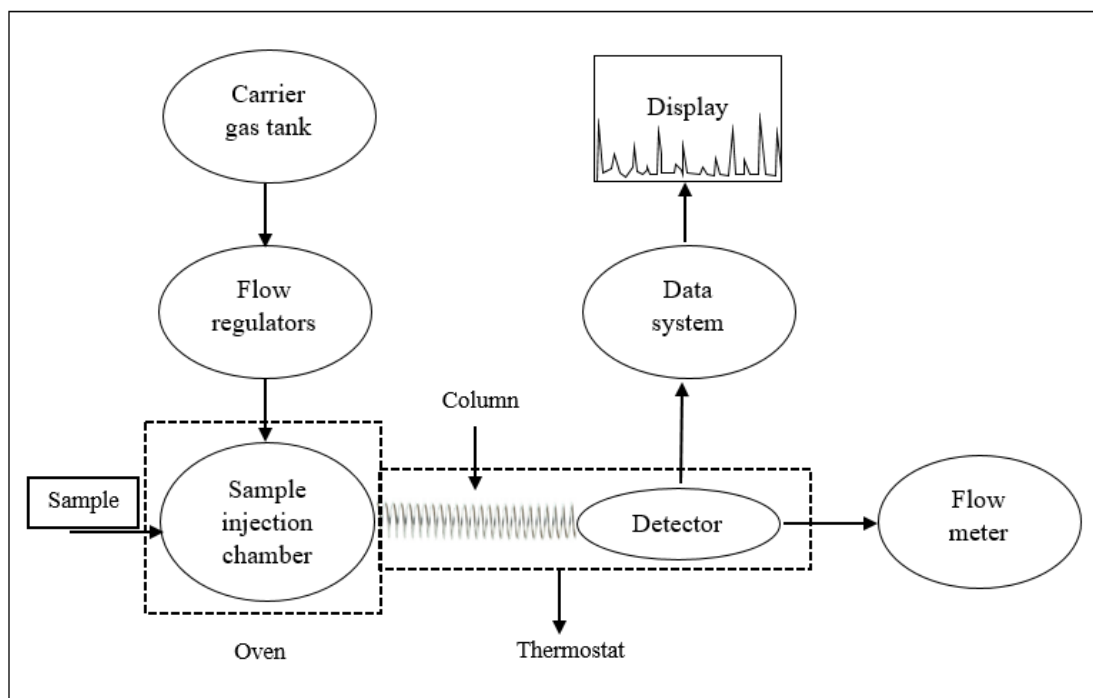 Carrier
gas tank
Display
Flow
regulators
Data
system
Column
Sample
Sample
injection
chamber
Detector
Flow
meter
Oven
Thermostat